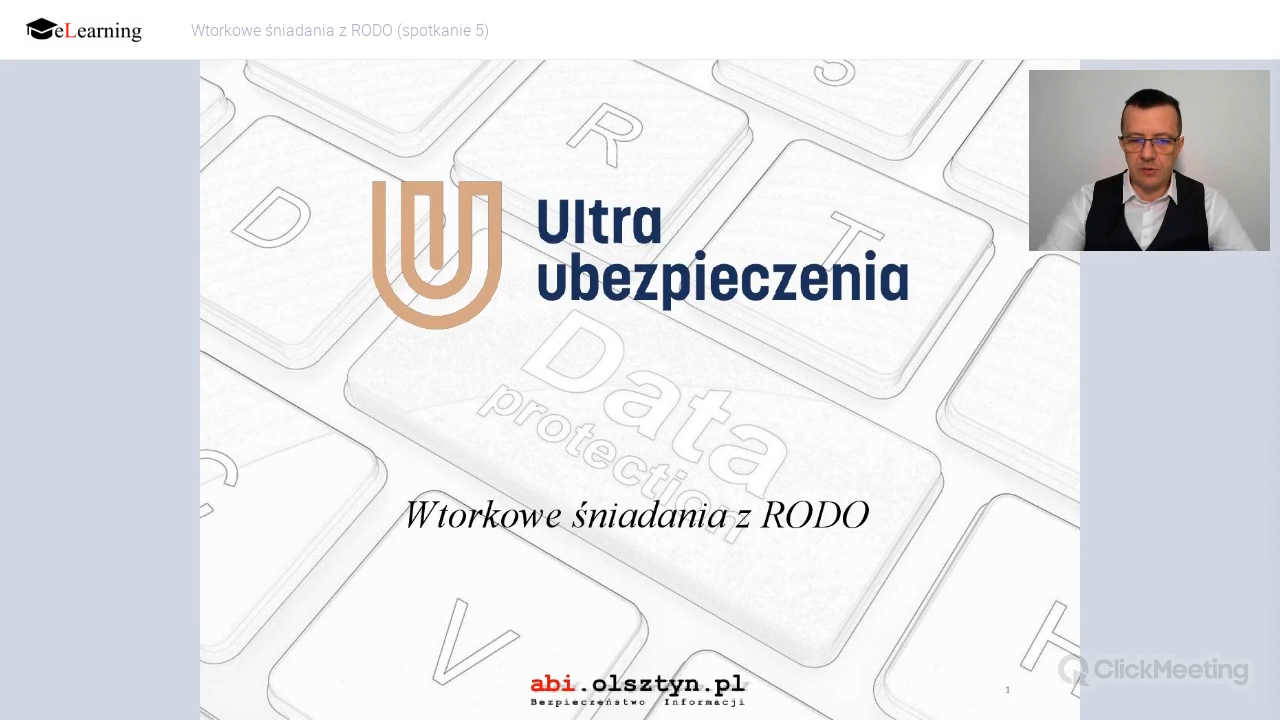 eLearning
Wtorkowe śniadania z RODO (spotkanie 5)
S
R
D
T
Ultra
ubezpieczenia
Data
protection
C
Wtorkowe śniadania z RODO
V
H
ClickMeeting
abi.olsztyn.pl
Bezpieczeństwo Informacji
1